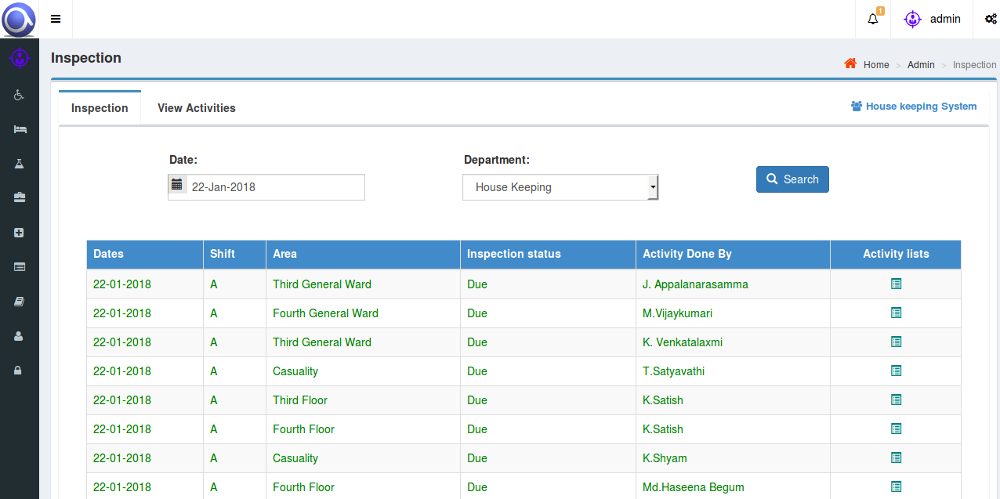 1
admin
Inspection
Home > Admin > Inspection
Inspection View Activities House keeping System
Date: Department:
22-Jan-2018 House Keeping Search
Dates Shift Area Inspection status Activity Done By Activity lists
22-01-2018 A Third General Ward Due J. Appalanarasamma
22-01-2018 A Fourth General Ward Due M.Vijaykumari
22-01-2018 A Third General Ward Due K. Venkatalaxmi
22-01-2018 A Casuality Due T.Satyavathi
22-01-2018 A Third Floor Due K.Satish
22-01-2018 A Fourth Floor Due K.Satish
22-01-2018 A Casuality Due K.Shyam
22-01-2018 A Fourth Floor Due Md.Haseena Begum